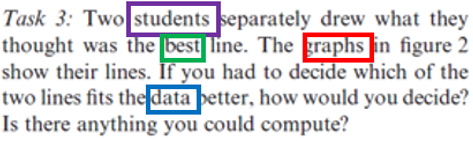 Task 3: Two students separately drew what they
thought was the best line. The graphs in figure 2
show their lines. If you had to decide which of
the two lines fits the data better, how would you decide?
Is there anything you could compute?